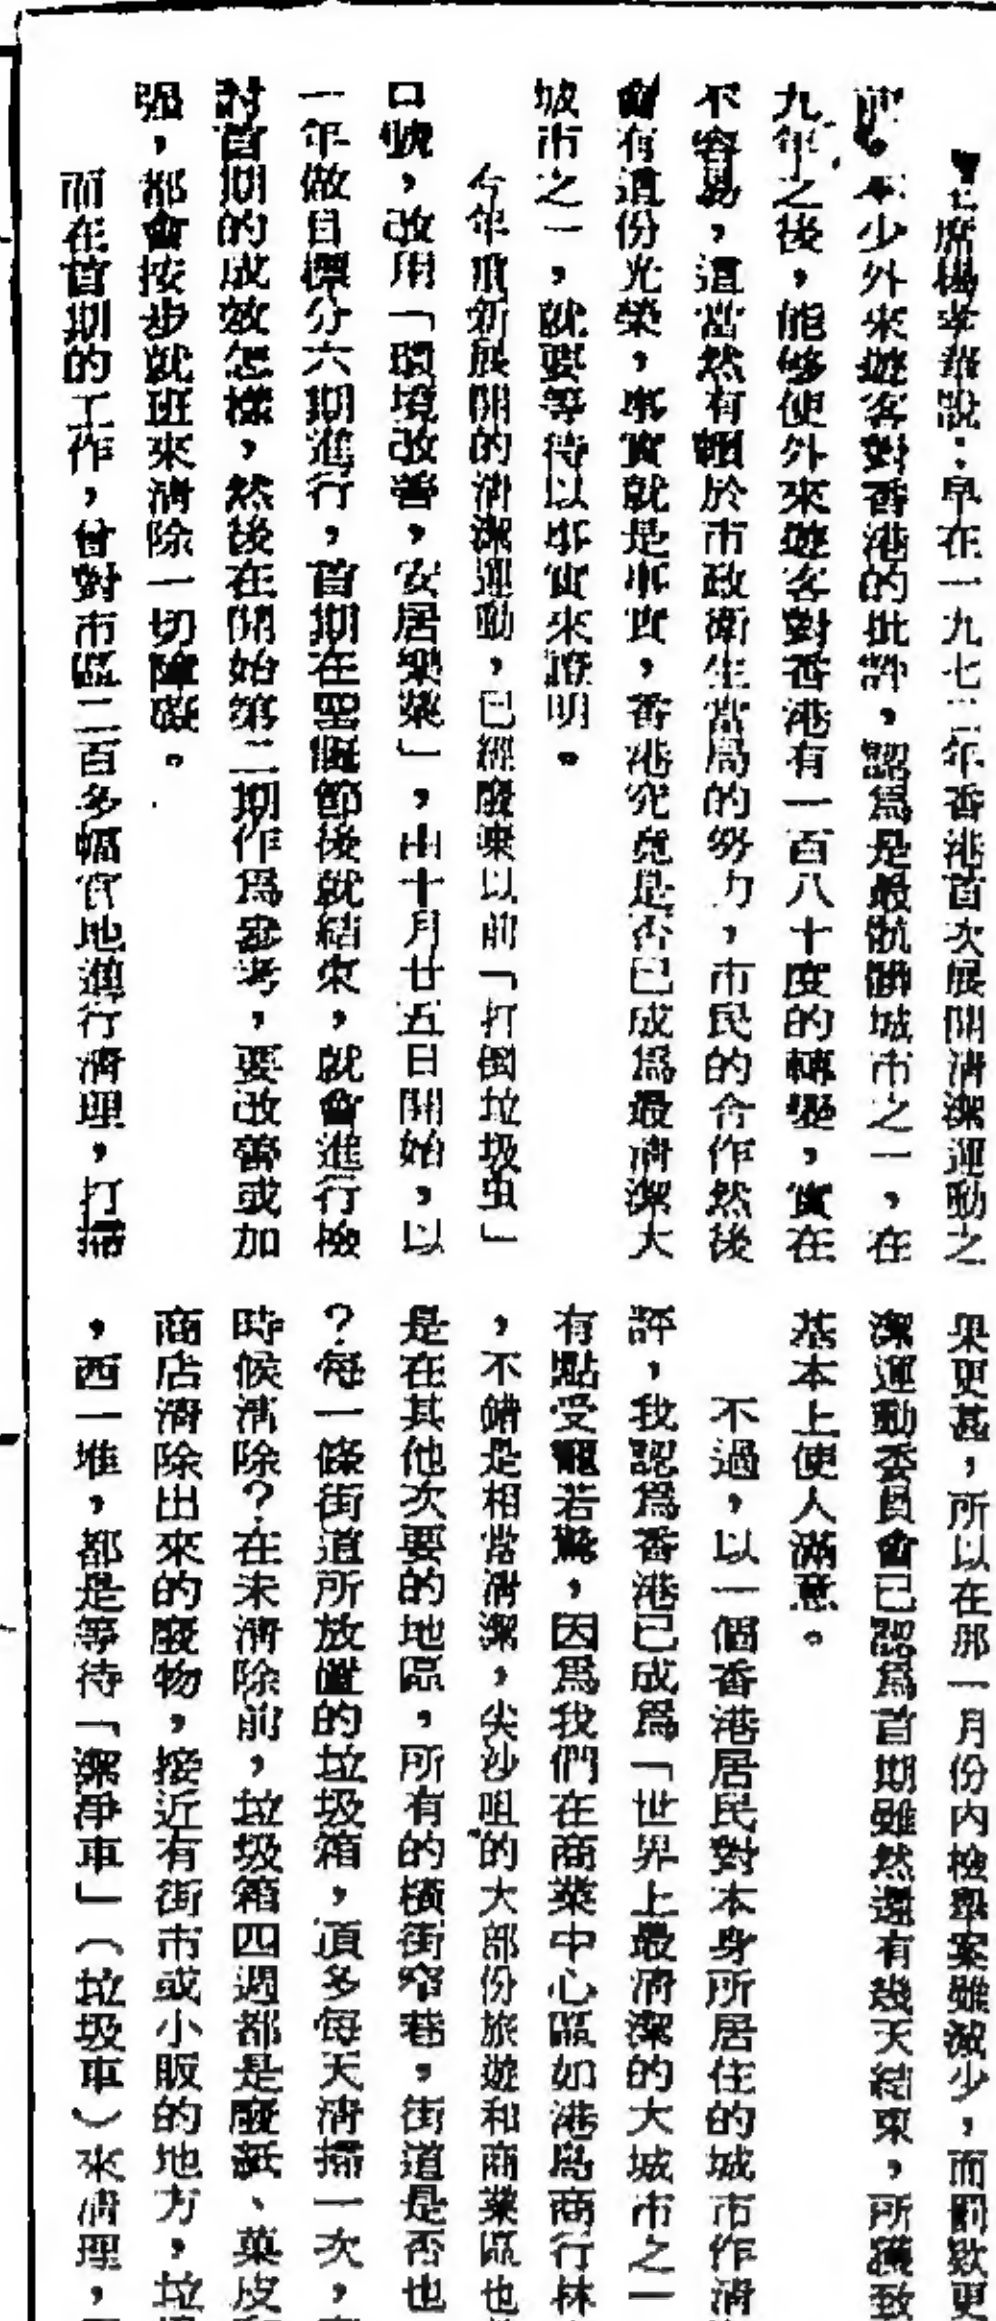 主席楊孝華說：早在一九七二年香港首次展開清潔運動之
前，不少外來遊客對香港的批評，認爲是最骯髒城市之一，在
九年之後，能够使外來遊客對香港有一百八十度的轉變，實在
不容易，這當然有賴於市政衛生當局的努力，市民的合作然後
會有這份光榮，事實就是事實，香港究竟是否已成爲最清潔大
城市之一，就要等待以事實來證明。
今年重新展開的清潔運動，已經廢棄以前「打倒垃圾虫」
口號，改用「環境改善，安居樂業」，由十月廿五日開始，以
一年做目標分六期進行，首期在聖誕節後就結束，就會進行檢
討首期的成效怎樣，然後在開始第二期作爲參考，要改善或加
强，都會按步就班來清除一切障礙。
而在首期的工作，曾對市區二百多幅官地進行清理，打掃
果更甚，所以在那一月份內檢舉案雖減少，而罰款更
潔運動委員會已認爲首期雖然還有幾天結束，所獲致
基本上使人滿意。
不過，以一個香港居民對本身所居住的城市作清
評，我認爲香港已成爲「世界上最清潔的大城市之一
有點受寵若驚，因爲我們在商業中心區如港島商行林
，不錯是相當清潔，尖沙咀的大部份旅遊和商業區也
是在其他次要的地區，所有的橫街窄巷，街道是否也
？每一條街道所放置的垃圾箱，頂多每天清掃一次，
時候清除？在未清除前，垃圾箱四週都是廢紙、菓皮
商店清除出來的廢物，接近有街市或小販的地方，垃
，西一堆，都是等待「潔淨車」（垃圾車）來清理，